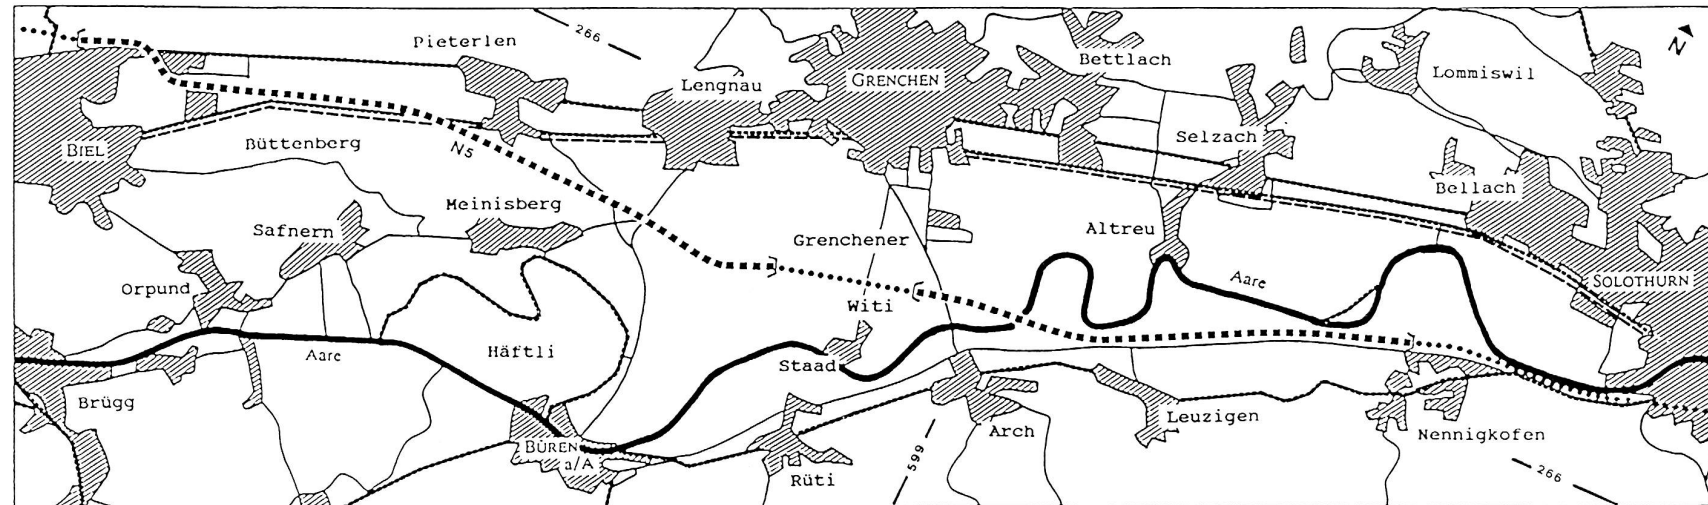 Pieterlen
266
Lengnau
GRENCHEN
Bettlach
Lommiswil
N
BIEL
Büttenberg
N5
Selzach
Bellach
Meinisberg
Safnern
Grenchener
Witi
Altreu
Aare
SOLOTHURN
Orpund
Aare
Häftli
Staad
Brügg
BÜREN
a/A
Rüti
Arch
599
Leuzigen
Nennigkofen
266